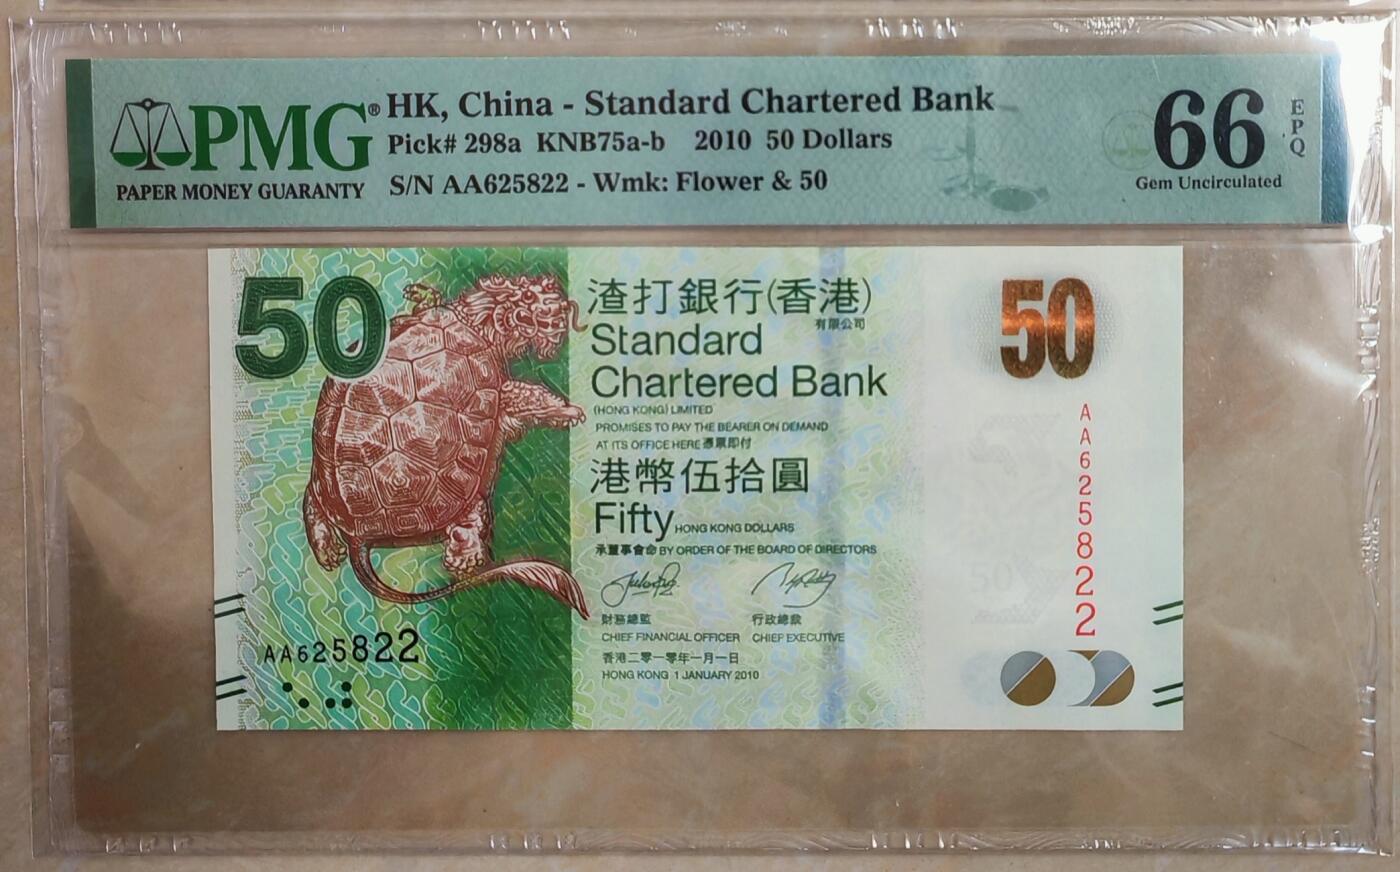 PMG®
PAPER MONEY GUARANTY
HK, China - Standard Chartered Bank
Pick# 298a KNB75a-b 2010 50 Dollars
S/N AA625822 - Wmk: Flower & 50
66
EPQ
Gem Uncirculated
50
渣打銀行(香港)
有限公司
Standard
Chartered Bank
(HONG KONG) LIMITED
PROMISES TO PAY THE BEARER ON DEMAND
AT ITS OFFICE HERE 憑票即付
港幣伍拾圓
Fifty HONG KONG DOLLARS
承董事會命 BY ORDER OF THE BOARD OF DIRECTORS
財務總監 行政總裁
CHIEF FINANCIAL OFFICER CHIEF EXECUTIVE
香港二零一零年一月一日
HONG KONG 1 JANUARY 2010
AA625822
50
AA625822
50